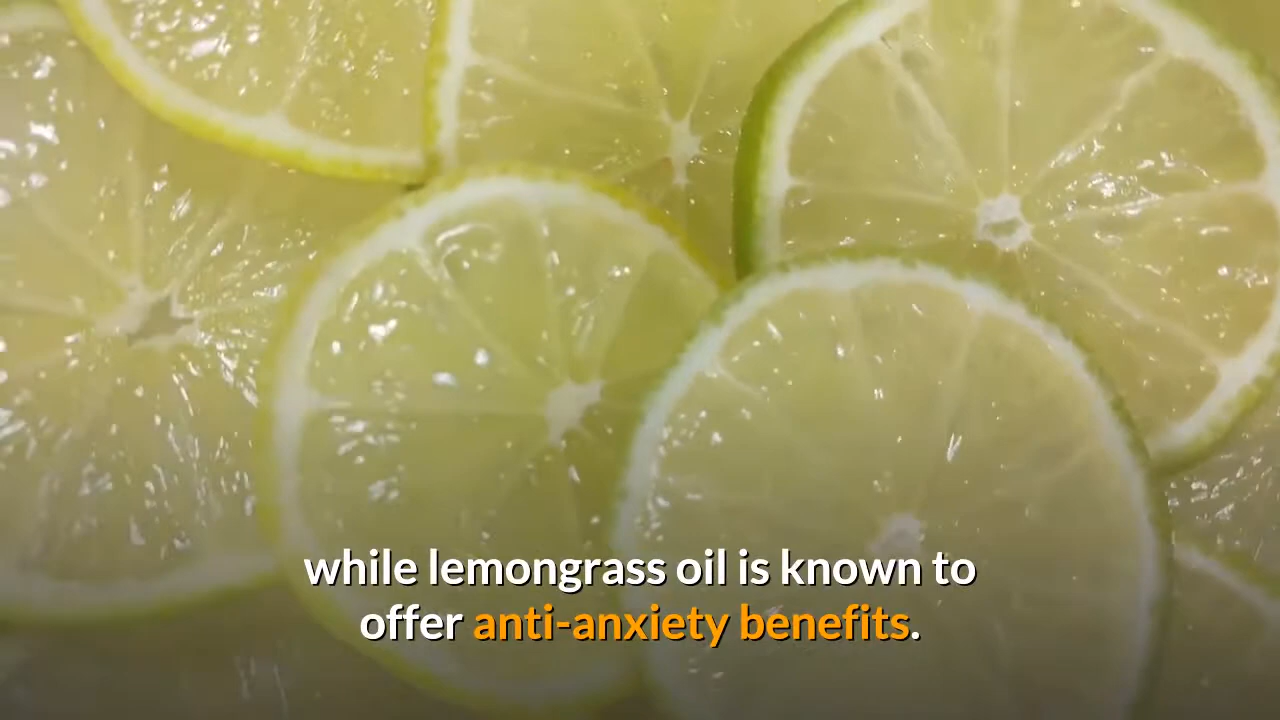 while lemongrass oil is known to
offer anti-anxiety benefits.